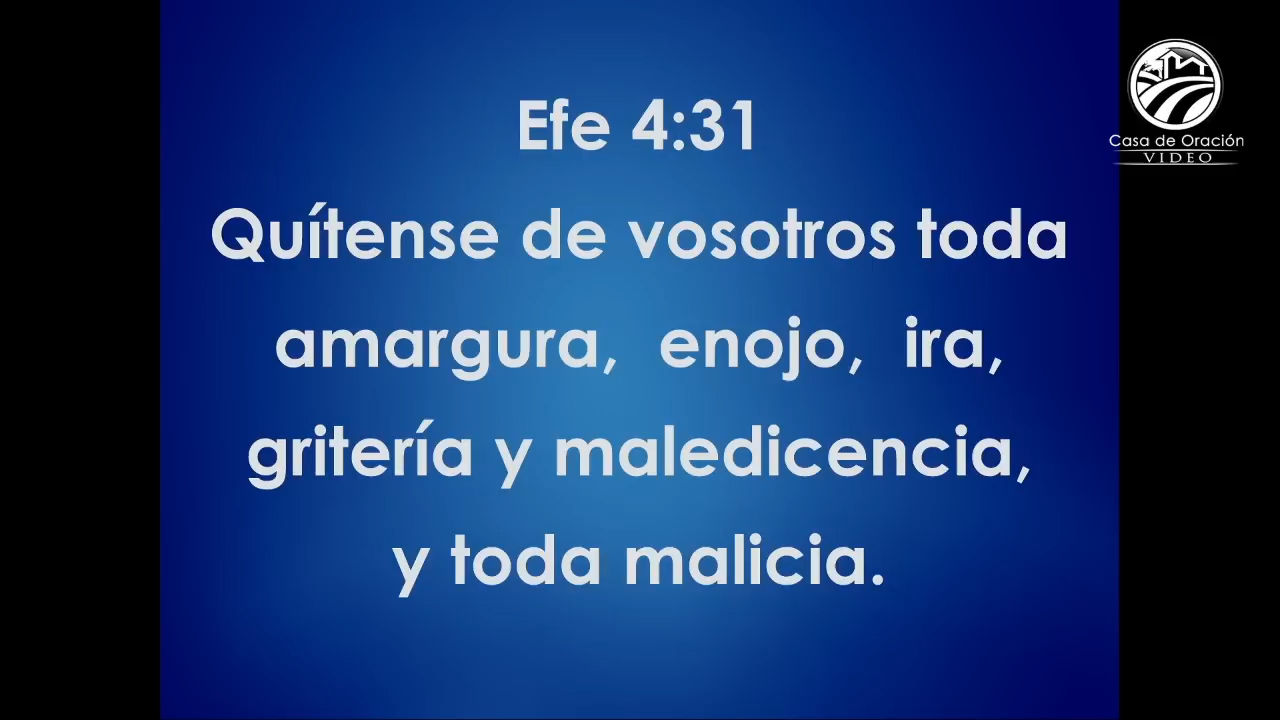 Efe 4:31
Quítense de vosotros toda
amargura, enojo, ira,
gritería y maledicencia,
y toda malicia.
Casa de Oración
VIDEO